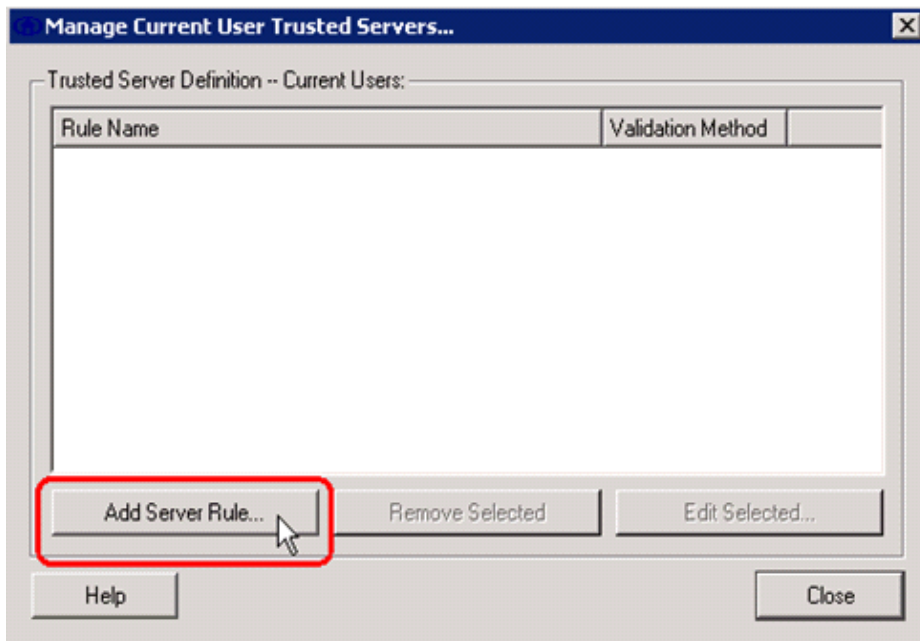 Manage Current User Trusted Servers...
Trusted Server Definition -- Current Users:
Rule Name Validation Method
Add Server Rule... Remove Selected Edit Selected...
Help Close